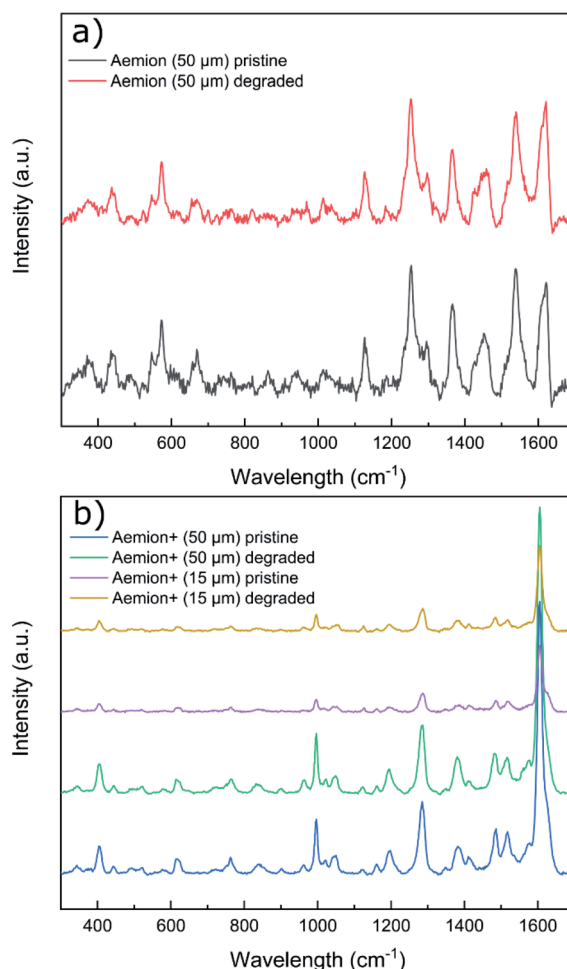 a)
Aemion (50 µm) pristine
Aemion (50 µm) degraded
Intensity (a.u.)
400 600 800 1000 1200 1400 1600
Wavelength (cm⁻¹)
b)
Aemion+ (50 µm) pristine
Aemion+ (50 µm) degraded
Aemion+ (15 µm) pristine
Aemion+ (15 µm) degraded
Intensity (a.u.)
400 600 800 1000 1200 1400 1600
Wavelength (cm⁻¹)